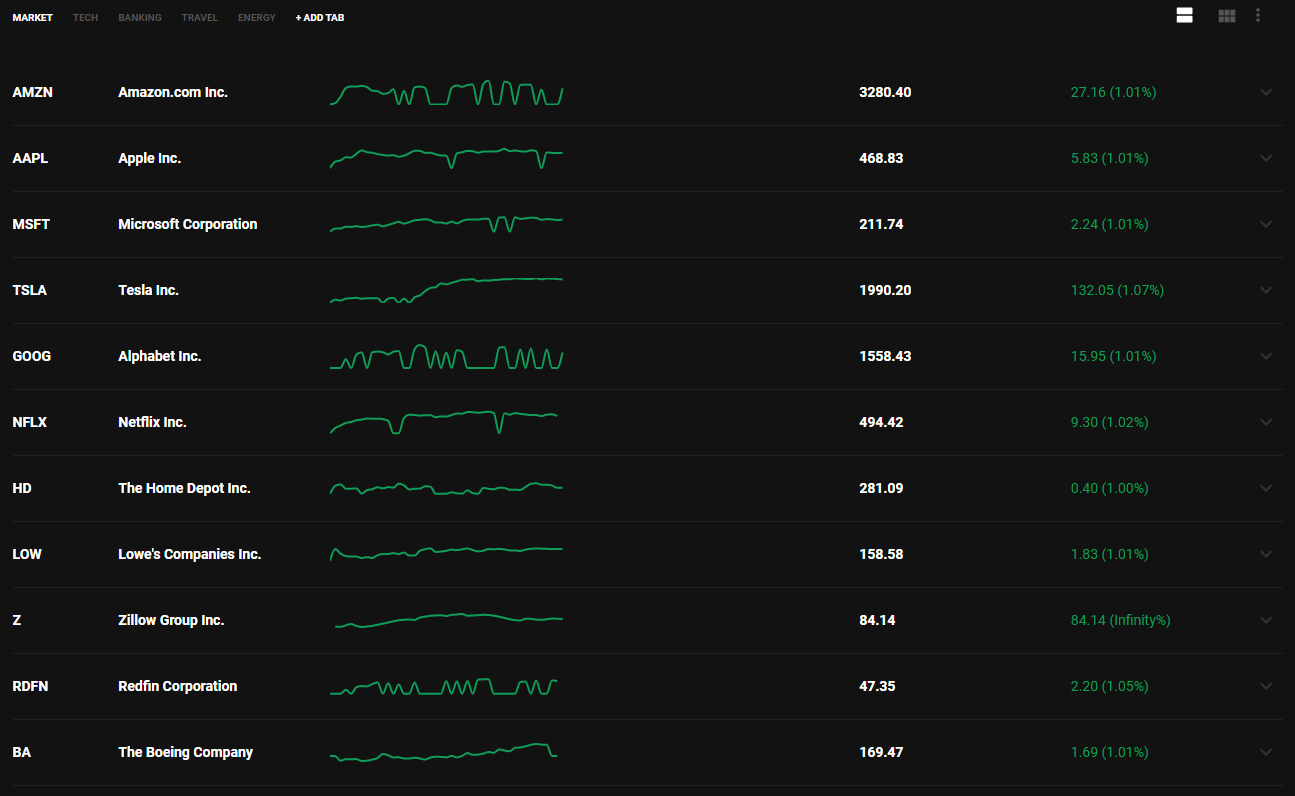 MARKET TECH BANKING TRAVEL ENERGY + ADD TAB
AMZN Amazon.com Inc. 3280.40 27.16 (1.01%)
AAPL Apple Inc. 468.83 5.83 (1.01%)
MSFT Microsoft Corporation 211.74 2.24 (1.01%)
TSLA Tesla Inc. 1990.20 132.05 (1.07%)
GOOG Alphabet Inc. 1558.43 15.95 (1.01%)
NFLX Netflix Inc. 494.42 9.30 (1.02%)
HD The Home Depot Inc. 281.09 0.40 (1.00%)
LOW Lowe's Companies Inc. 158.58 1.83 (1.01%)
Z Zillow Group Inc. 84.14 84.14 (Infinity%)
RDFN Redfin Corporation 47.35 2.20 (1.05%)
BA The Boeing Company 169.47 1.69 (1.01%)